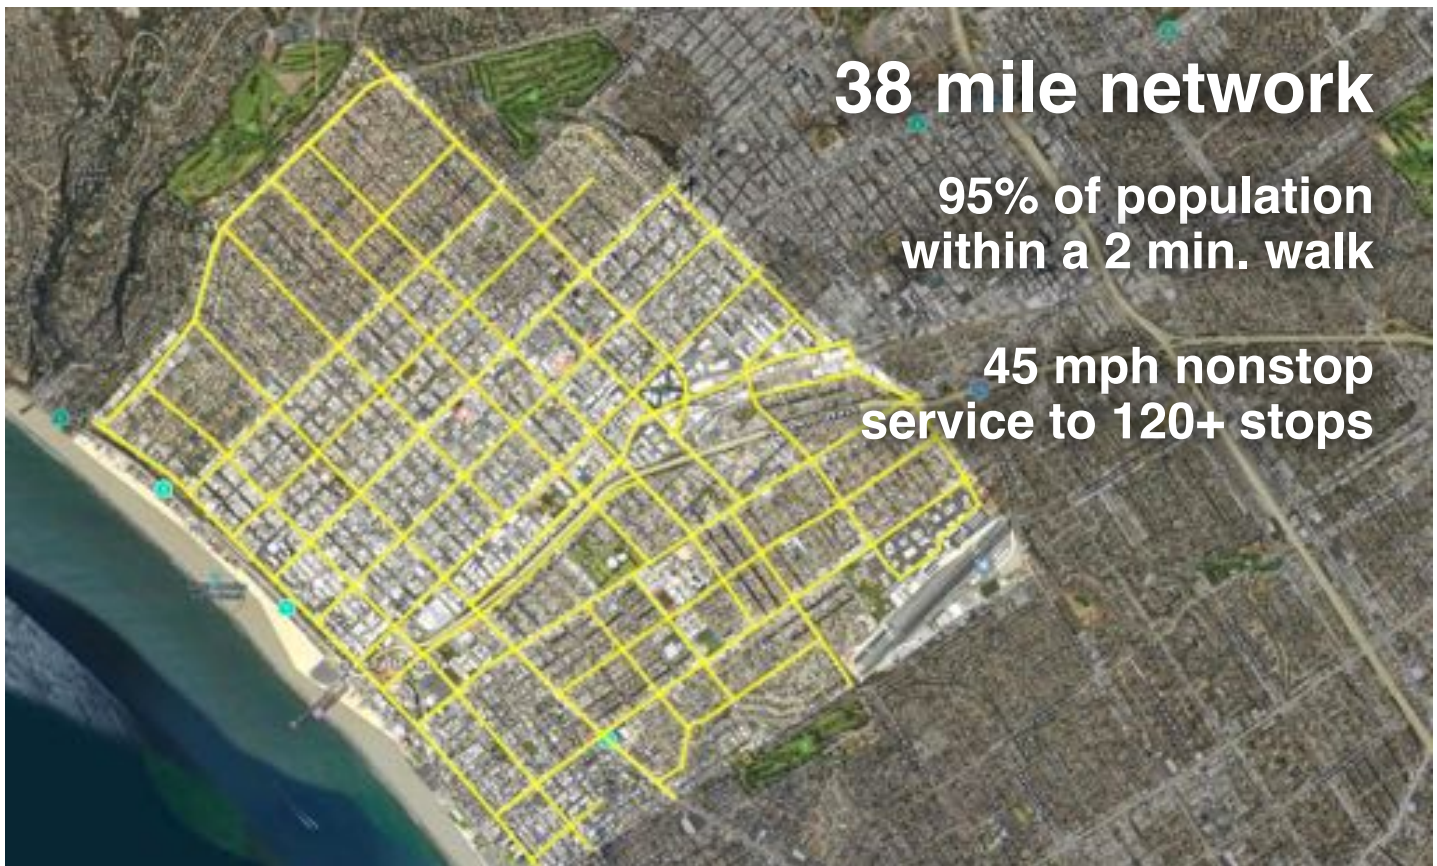 38 mile network
95% of population
within a 2 min. walk
45 mph nonstop
service to 120+ stops